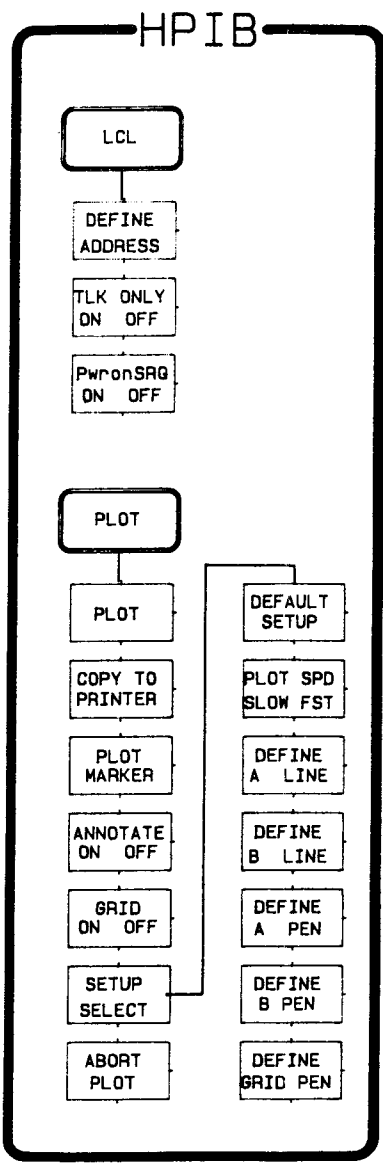 HPIB
LCL
DEFINE
ADDRESS
TLK ONLY
ON OFF
PwronSRQ
ON OFF
PLOT
PLOT
COPY TO
PRINTER
PLOT
MARKER
ANNOTATE
ON OFF
GRID
ON OFF
SETUP
SELECT
ABORT
PLOT
DEFAULT
SETUP
PLOT SPD
SLOW FST
DEFINE
A LINE
DEFINE
B LINE
DEFINE
A PEN
DEFINE
B PEN
DEFINE
GRID PEN